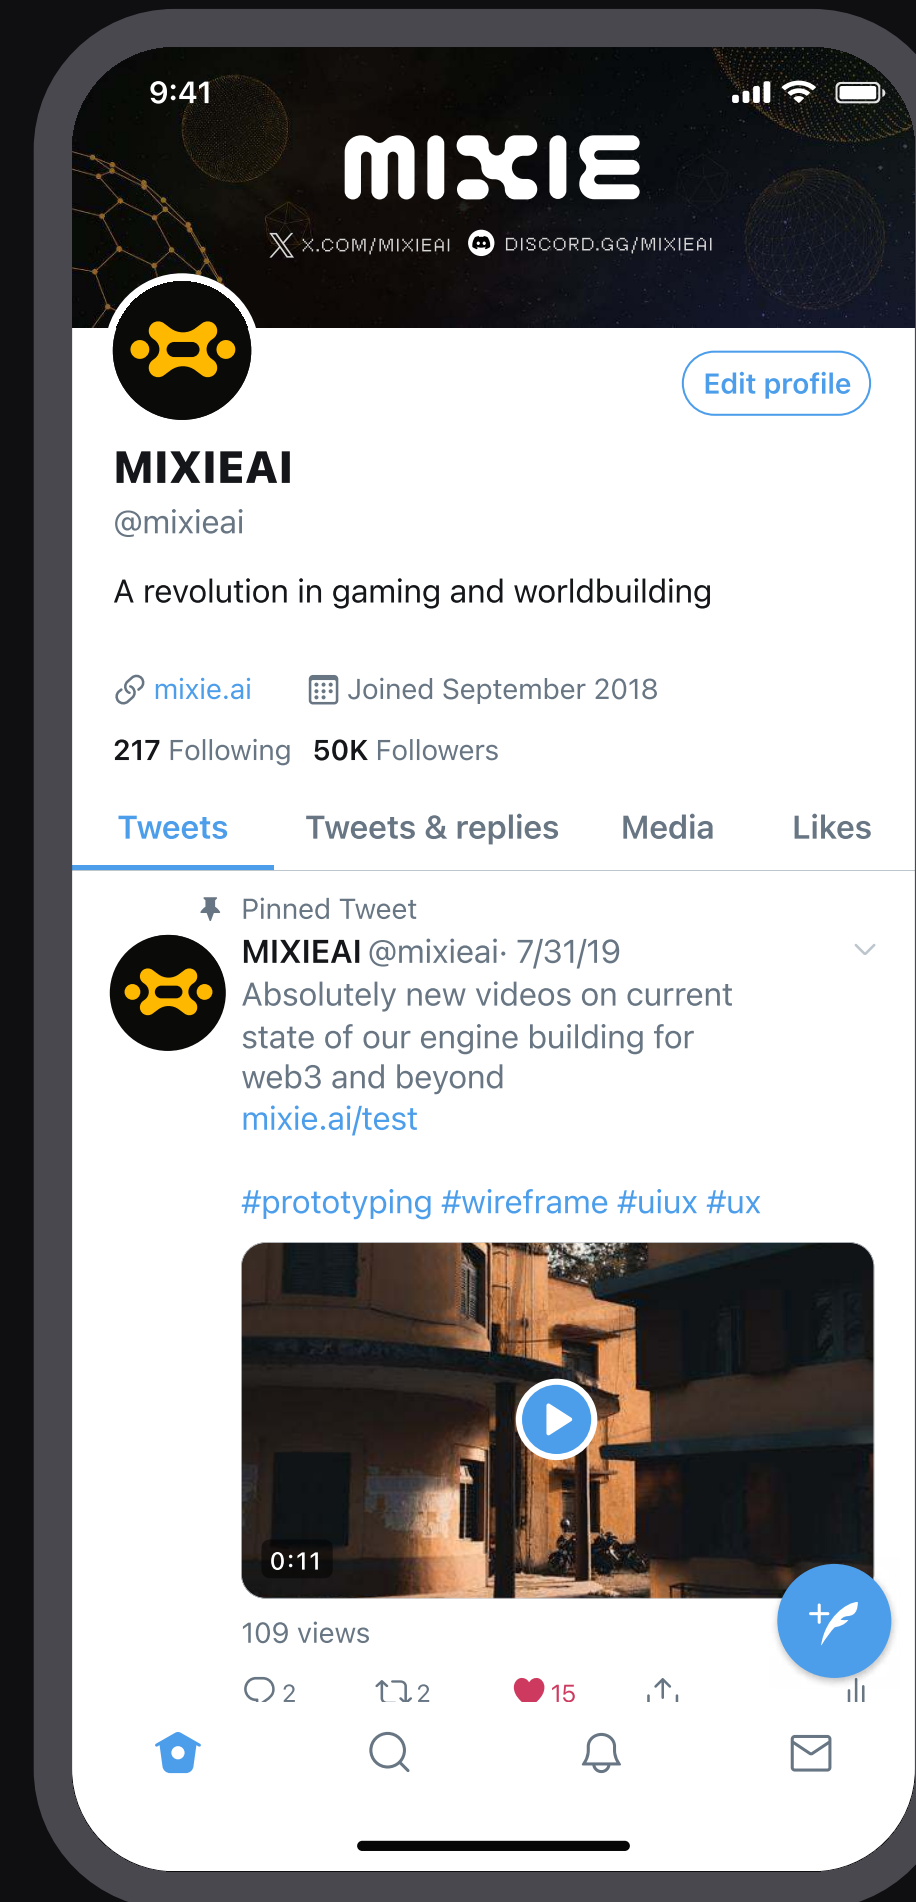 9:41
MIXIE
X.COM/MIXIEAI DISCORD.GG/MIXIEAI
Edit profile
MIXIEAI
@mixieai
A revolution in gaming and worldbuilding
mixie.ai Joined September 2018
217 Following 50K Followers
Tweets Tweets & replies Media Likes
Pinned Tweet
MIXIEAI @mixieai· 7/31/19
Absolutely new videos on current
state of our engine building for
web3 and beyond
mixie.ai/test
#prototyping #wireframe #uiux #ux
0:11
109 views
2 2 15